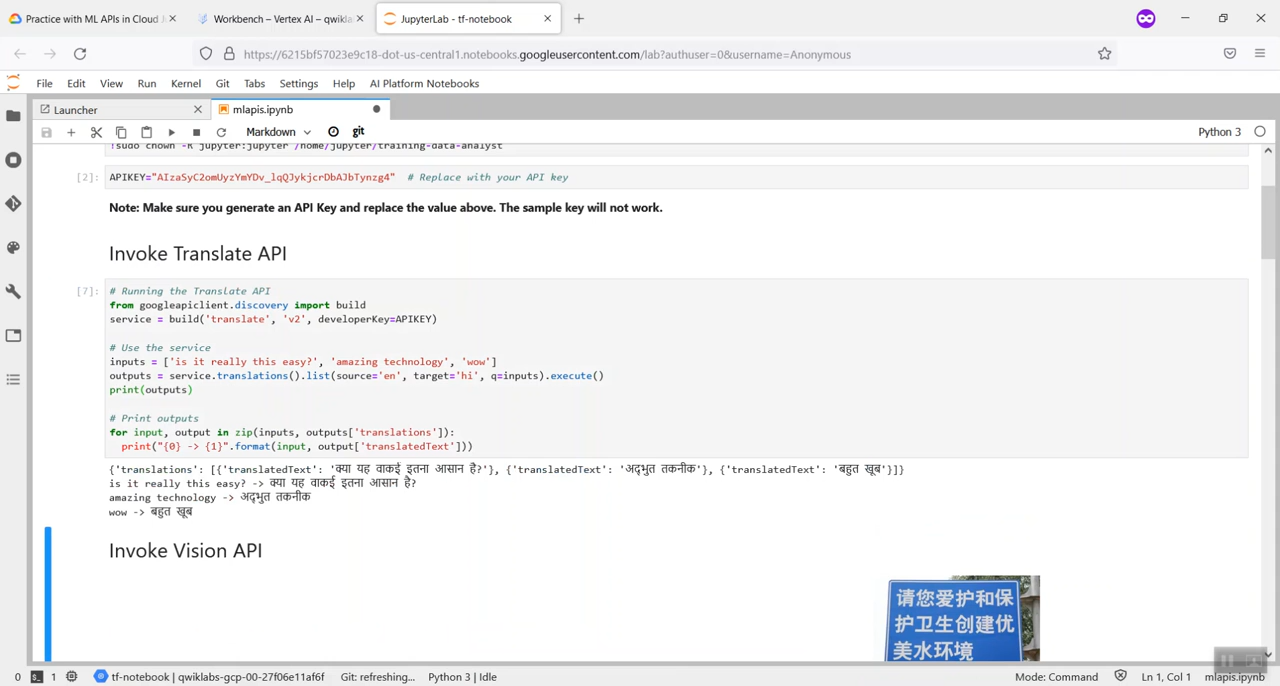 Practice with ML APIs in Cloud
Workbench – Vertex AI – qwikla
JupyterLab - tf-notebook
https://6215bf57023e9c18-dot-us-central1.notebooks.googleusercontent.com/lab?authuser=0&username=Anonymous
File Edit View Run Kernel Git Tabs Settings Help AI Platform Notebooks
Launcher
mlapis.ipynb
Markdown
git
Python 3
!sudo chown -R jupyter:jupyter /home/jupyter/training-data-analyst
[2]: APIKEY="AIzaSyC2omUyzYmYDv_lqQJykjcrDbAJbTynzg4" # Replace with your API key
Note: Make sure you generate an API Key and replace the value above. The sample key will not work.
Invoke Translate API
[7]: # Running the Translate API
from googleapiclient.discovery import build
service = build('translate', 'v2', developerKey=APIKEY)
# Use the service
inputs = ['is it really this easy?', 'amazing technology', 'wow']
outputs = service.translations().list(source='en', target='hi', q=inputs).execute()
print(outputs)
# Print outputs
for input, output in zip(inputs, outputs['translations']):
print("{0} -> {1}".format(input, output['translatedText']))
{'translations': [{'translatedText': 'क्या यह वाकई इतना आसान है?'}, {'translatedText': 'अद्भुत तकनीक'}, {'translatedText': 'बहुत खूब'}]}
is it really this easy? -> क्या यह वाकई इतना आसान है?
amazing technology -> अद्भुत तकनीक
wow -> बहुत खूब
Invoke Vision API
请您爱护和保
护卫生创建优
美水环境
0 1 tf-notebook | qwiklabs-gcp-00-27f06e11af6f Git: refreshing... Python 3 | Idle Mode: Command Ln 1, Col 1 mlapis.ipynb